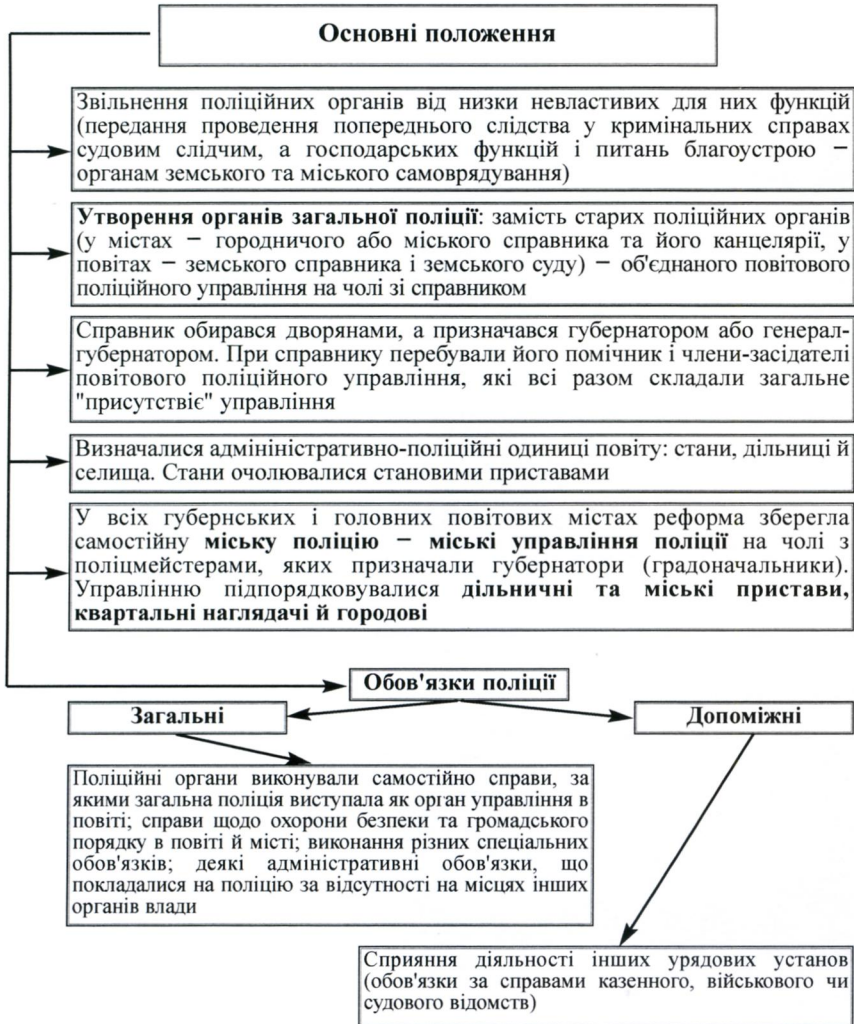 Основні положення
Звільнення поліційних органів від низки невластивих для них функцій
(передання проведення попереднього слідства у кримінальних справах
судовим слідчим, а господарських функцій і питань благоустрою −
органам земського та міського самоврядування)
Утворення органів загальної поліції: замість старих поліційних органів
(у містах − городничого або міського справника та його канцелярії, у
повітах − земського справника і земського суду) − об'єднаного повітового
поліційного управління на чолі зі справником
Справник обирався дворянами, а призначався губернатором або генерал-
губернатором. При справнику перебували його помічник і члени-засідателі
повітового поліційного управління, які всі разом складали загальне
"присутствіє" управління
Визначалися адмініністративно-поліційні одиниці повіту: стани, дільниці й
селища. Стани очолювалися становими приставами
У всіх губернських і головних повітових містах реформа зберегла
самостійну міську поліцію − міські управління поліції на чолі з
поліцмейстерами, яких призначали губернатори (градоначальники).
Управлінню підпорядковувалися дільничні та міські пристави,
квартальні наглядачі й городові
Обов'язки поліції
Загальні
Допоміжні
Поліційні органи виконували самостійно справи, за
якими загальна поліція виступала як орган управління в
повіті; справи щодо охорони безпеки та громадського
порядку в повіті й місті; виконання різних спеціальних
обов'язків; деякі адміністративні обов'язки, що
покладалися на поліцію за відсутності на місцях інших
органів влади
Сприяння діяльності інших урядових установ
(обов'язки за справами казенного, військового чи
судового відомств)